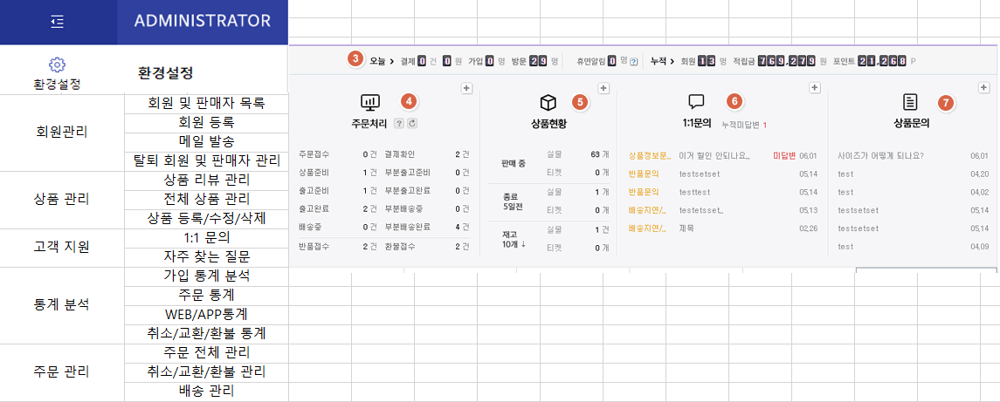 ADMINISTRATOR
환경설정
환경설정
회원관리
회원 및 판매자 목록
회원 등록
메일 발송
탈퇴 회원 및 판매자 관리
상품 관리
상품 리뷰 관리
전체 상품 관리
상품 등록/수정/삭제
고객 지원
1:1 문의
자주 찾는 질문
통계 분석
가입 통계 분석
주문 통계
WEB/APP통계
취소/교환/환불 통계
주문 관리
주문 전체 관리
취소/교환/환불 관리
배송 관리
3 오늘 > 결제 0 건 0 원 가입 0 명 방문 29 명 휴면알림 0 명 ? 누적 > 회원 13 명 적립금 769,279 원 포인트 21,268 P
4
주문처리 ?
주문접수 0 건 결제확인 2 건
상품준비 1 건 부분출고준비 0 건
출고준비 1 건 부분출고완료 0 건
출고완료 2 건 부분배송중 0 건
배송중 0 건 부분배송완료 4 건
반품접수 2 건 환불접수 2 건
5
상품현황
판매 중
실물 63 개
티켓 0 개
종료
5일전
실물 1 개
티켓 0 개
재고
10개 ↓
실물 1 건
티켓 0 개
6
1:1문의 누적미답변 1
상품정보문.. 이거 할인 안되나요... 미답변 06,01
반품문의 testsetset 05,14
반품문의 testtest 05,14
배송지연/.. testetsset.. 05,13
배송지연/.. 제목 02,26
7
상품문의
사이즈가 어떻게 되나요? 06,01
test 04,20
test 04,02
testsetset 05,14
testsetset 05,14
test 04,09